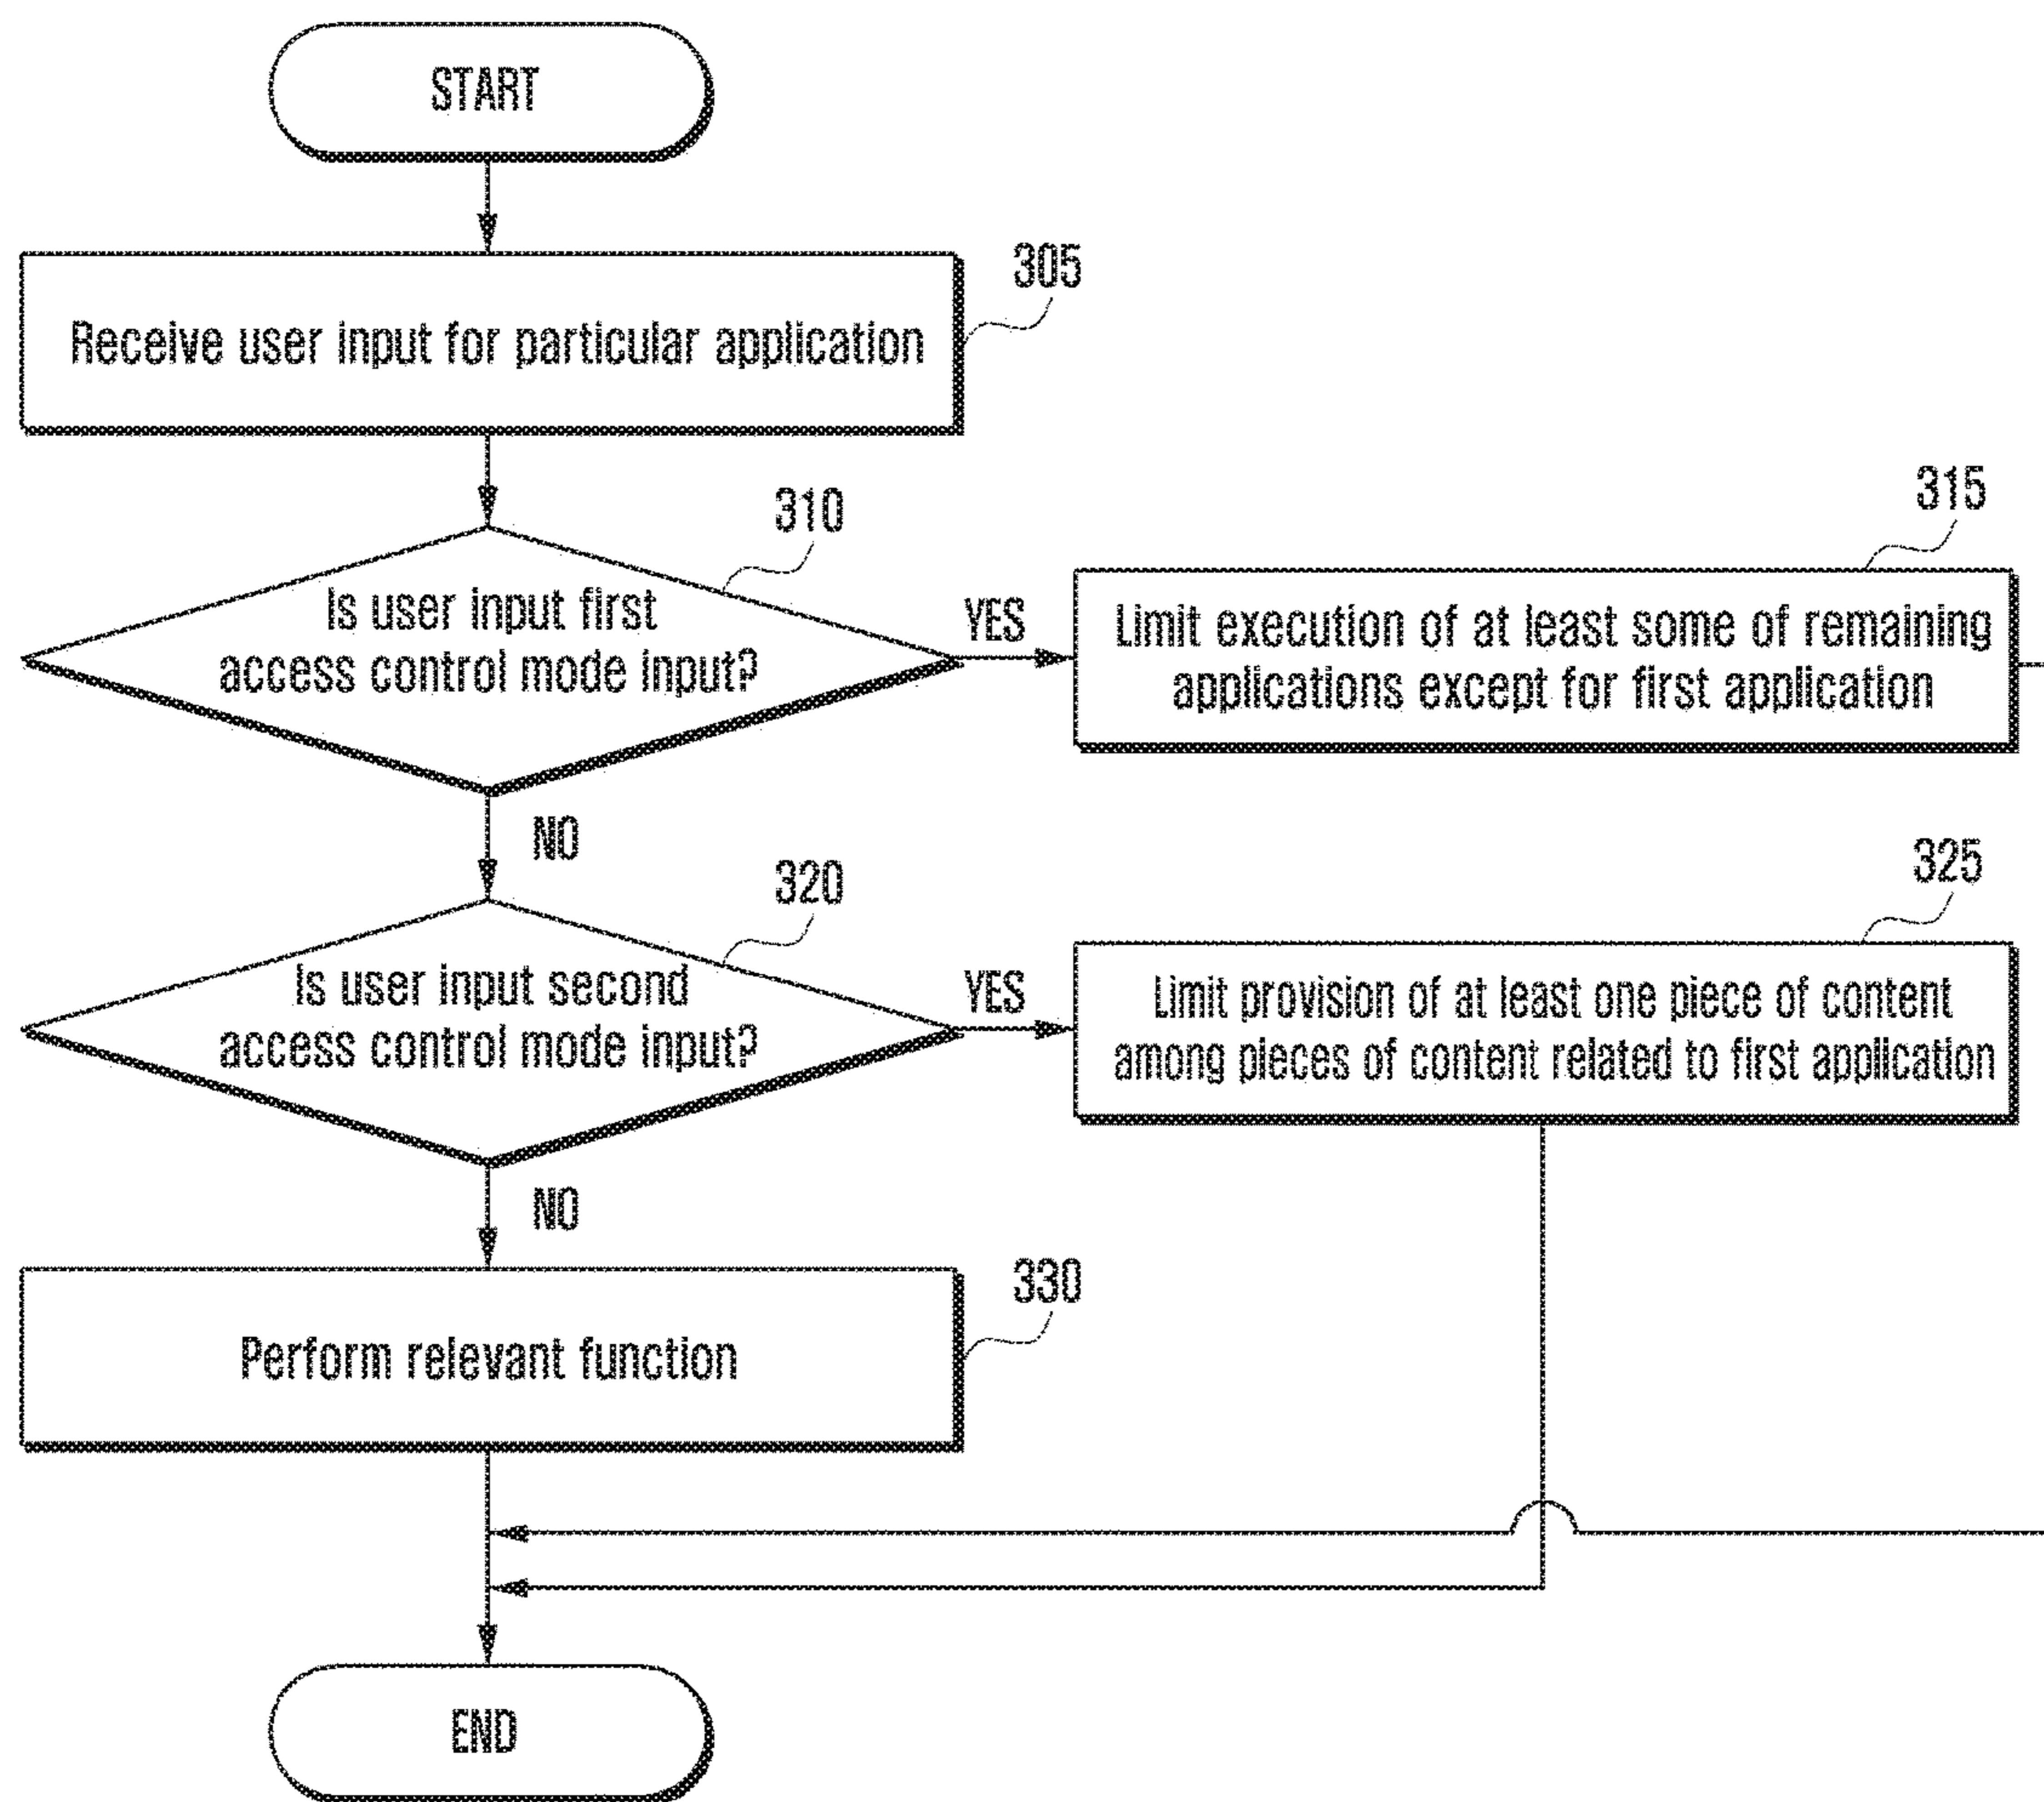 START
305
Receive user input for particular application
310
Is user input first
access control mode input?
YES
315
Limit execution of at least some of remaining
applications except for first application
NO
320
Is user input second
access control mode input?
YES
325
Limit provision of at least one piece of content
among pieces of content related to first application
NO
330
Perform relevant function
END